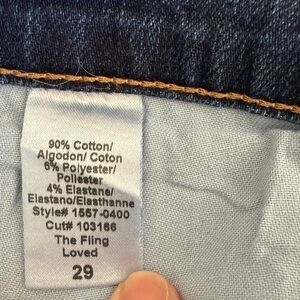 90% Cotton/
Algodon/ Coton
6% Polyester/
Poliester
4% Elastane/
Elastano/Elasthanne
Style# 1557-0400
Cut# 103166
The Fling
Loved
29